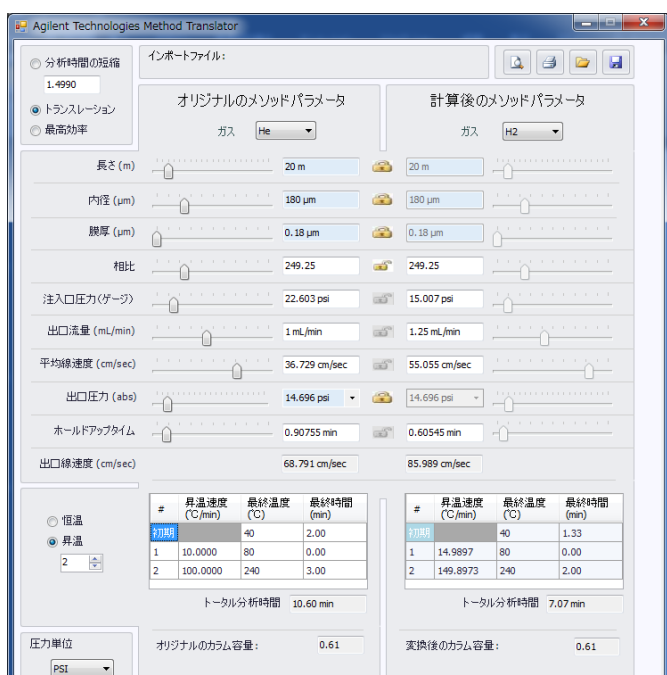 Agilent Technologies Method Translator
分析時間の短縮
1.4990
トランスレーション
最高効率
インポートファイル:
オリジナルのメソッドパラメータ
計算後のメソッドパラメータ
ガス He
ガス H2
長さ (m) 20 m 20 m
内径 (μm) 180 μm 180 μm
膜厚 (μm) 0.18 μm 0.18 μm
相比 249.25 249.25
注入口圧力(ゲージ) 22.603 psi 15.007 psi
出口流量 (mL/min) 1 mL/min 1.25 mL/min
平均線速度 (cm/sec) 36.729 cm/sec 55.055 cm/sec
出口圧力 (abs) 14.696 psi 14.696 psi
ホールドアップタイム 0.90755 min 0.60545 min
出口線速度 (cm/sec) 68.791 cm/sec 85.989 cm/sec
恒温
昇温
2
# 昇温速度 (℃/min) 最終温度 (℃) 最終時間 (min)
初期 40 2.00
1 10.0000 80 0.00
2 100.0000 240 3.00
トータル分析時間 10.60 min
# 昇温速度 (℃/min) 最終温度 (℃) 最終時間 (min)
初期 40 1.33
1 14.9897 80 0.00
2 149.8973 240 2.00
トータル分析時間 7.07 min
圧力単位
PSI
オリジナルのカラム容量: 0.61
変換後のカラム容量: 0.61